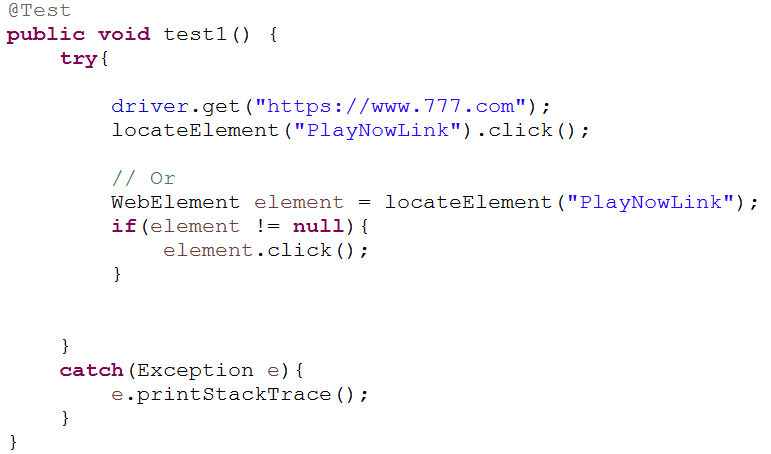 @Test
public void test1() {
    try{
        driver.get("https://www.777.com");
        locateElement("PlayNowLink").click();
        // Or
        WebElement element = locateElement("PlayNowLink");
        if(element != null){
            element.click();
        }
    }
    catch(Exception e){
        e.printStackTrace();
    }
}